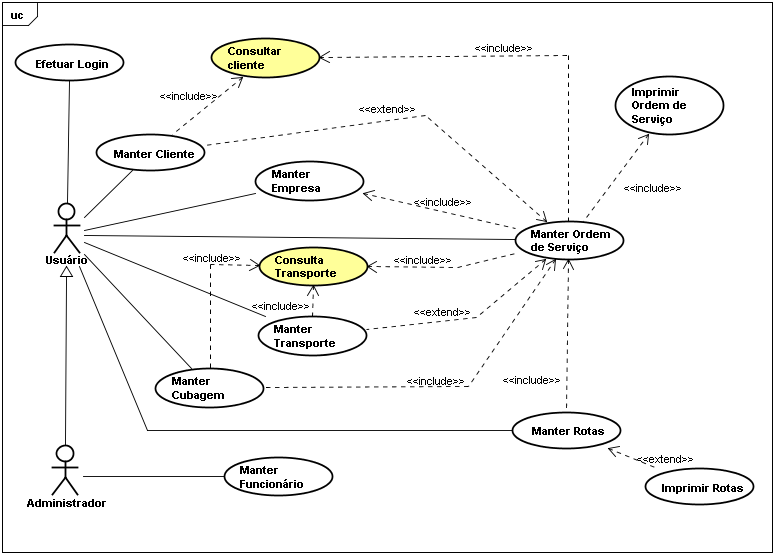 uc
Efetuar Login
Consultar
cliente
<<include>>
<<include>>
Imprimir
Ordem de
Serviço
<<extend>>
Manter Cliente
Manter
Empresa
<<include>>
<<include>>
Manter Ordem
de Serviço
Usuário
<<include>>
Consulta
Transporte
<<include>>
<<include>>
<<extend>>
Manter
Transporte
Manter
Cubagem
<<include>>
<<include>>
Manter Rotas
<<extend>>
Imprimir Rotas
Manter
Funcionário
Administrador